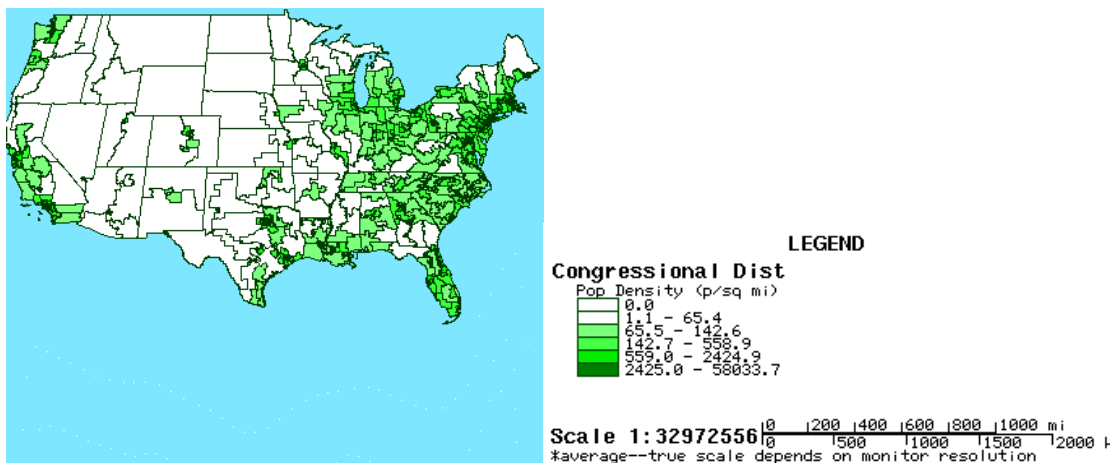 LEGEND
Congressional Dist
Pop Density (p/sq mi)
0.0
1.1 - 65.4
65.5 - 142.6
142.7 - 558.9
559.0 - 2424.9
2425.0 - 58033.7
0 200 400 600 800 1000 mi
Scale 1:32972556
0 500 1000 1500 2000
*average--true scale depends on monitor resolution